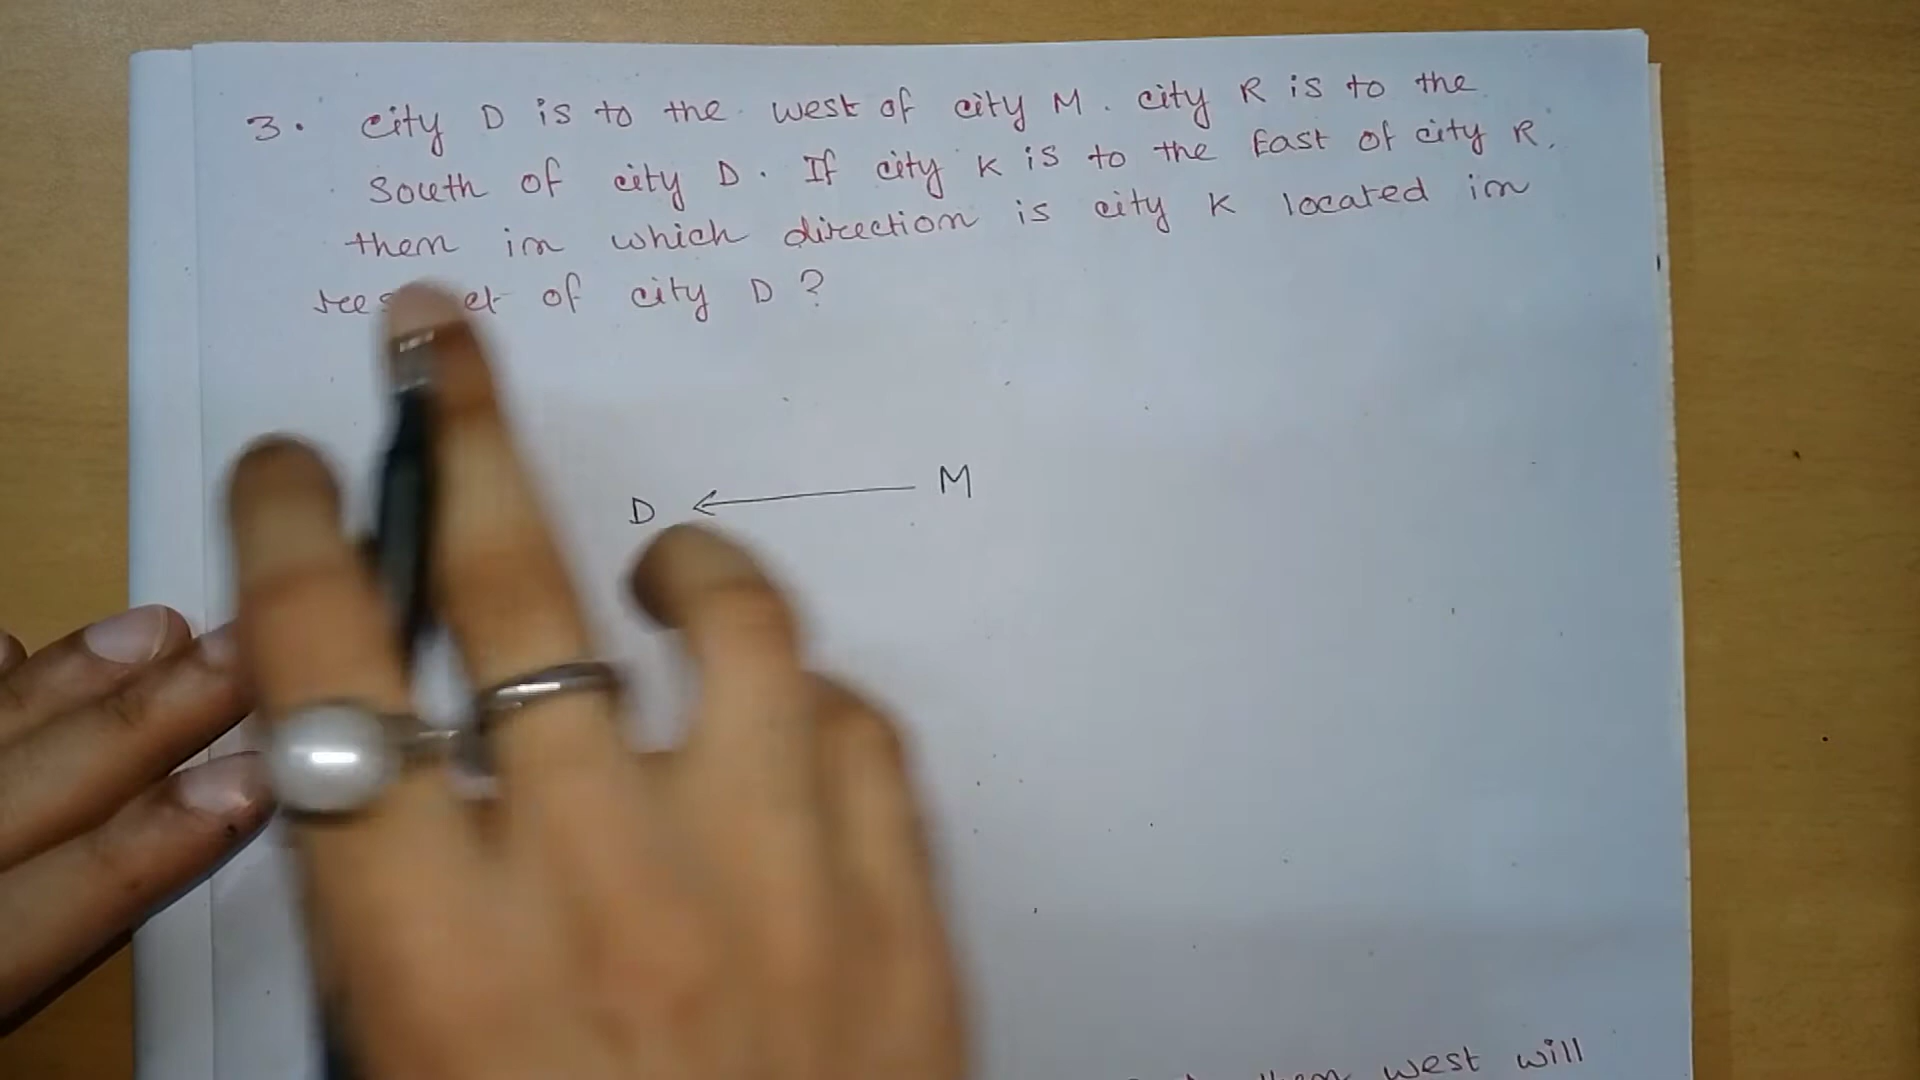 3. City D is to the west of city M. city R is to the
South of city D. If city K is to the East of city R,
then in which direction is city K located in
of city D ?
D M
west will